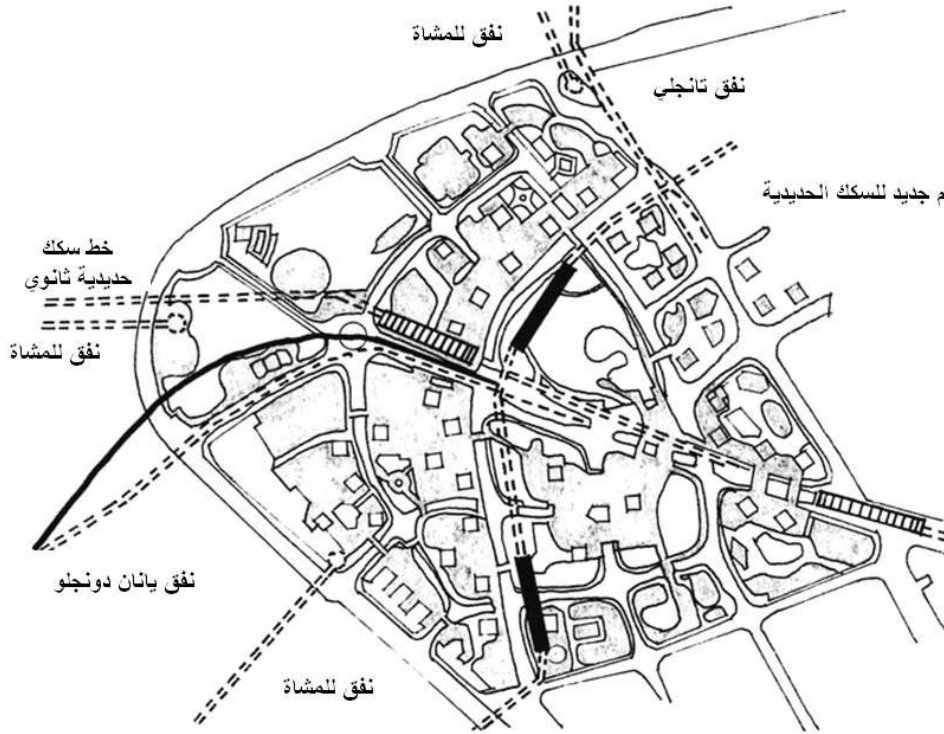 نفق للمشاة
نفق تانجلي
م جديد للسكك الحديدية
خط سكك
حديدية ثانوي
نفق للمشاة
نفق يانان دونجلو
نفق للمشاة